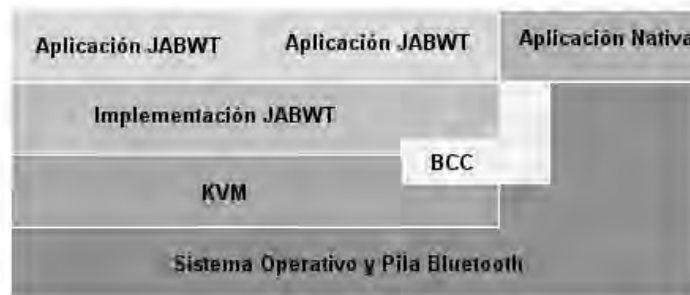 Aplicación JABWT
Aplicación JABWT
Aplicación Nativa
Implementación JABWT
BCC
KVM
Sistema Operativo y Pila Bluetooth